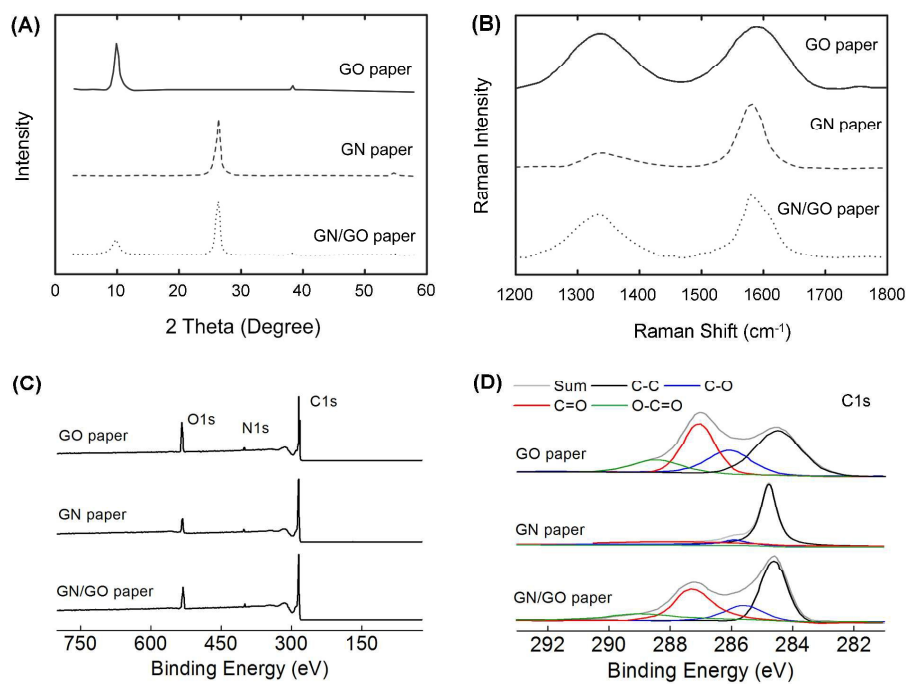 (A)
GO paper
GN paper
GN/GO paper
Intensity
0 10 20 30 40 50 60
2 Theta (Degree)
(B)
GO paper
GN paper
GN/GO paper
Raman Intensity
1200 1300 1400 1500 1600 1700 1800
Raman Shift (cm-1)
(C)
O1s
N1s
C1s
GO paper
GN paper
GN/GO paper
750 600 450 300 150
Binding Energy (eV)
(D)
Sum C-C C-O
C=O O-C=O
C1s
GO paper
GN paper
GN/GO paper
292 290 288 286 284 282
Binding Energy (eV)